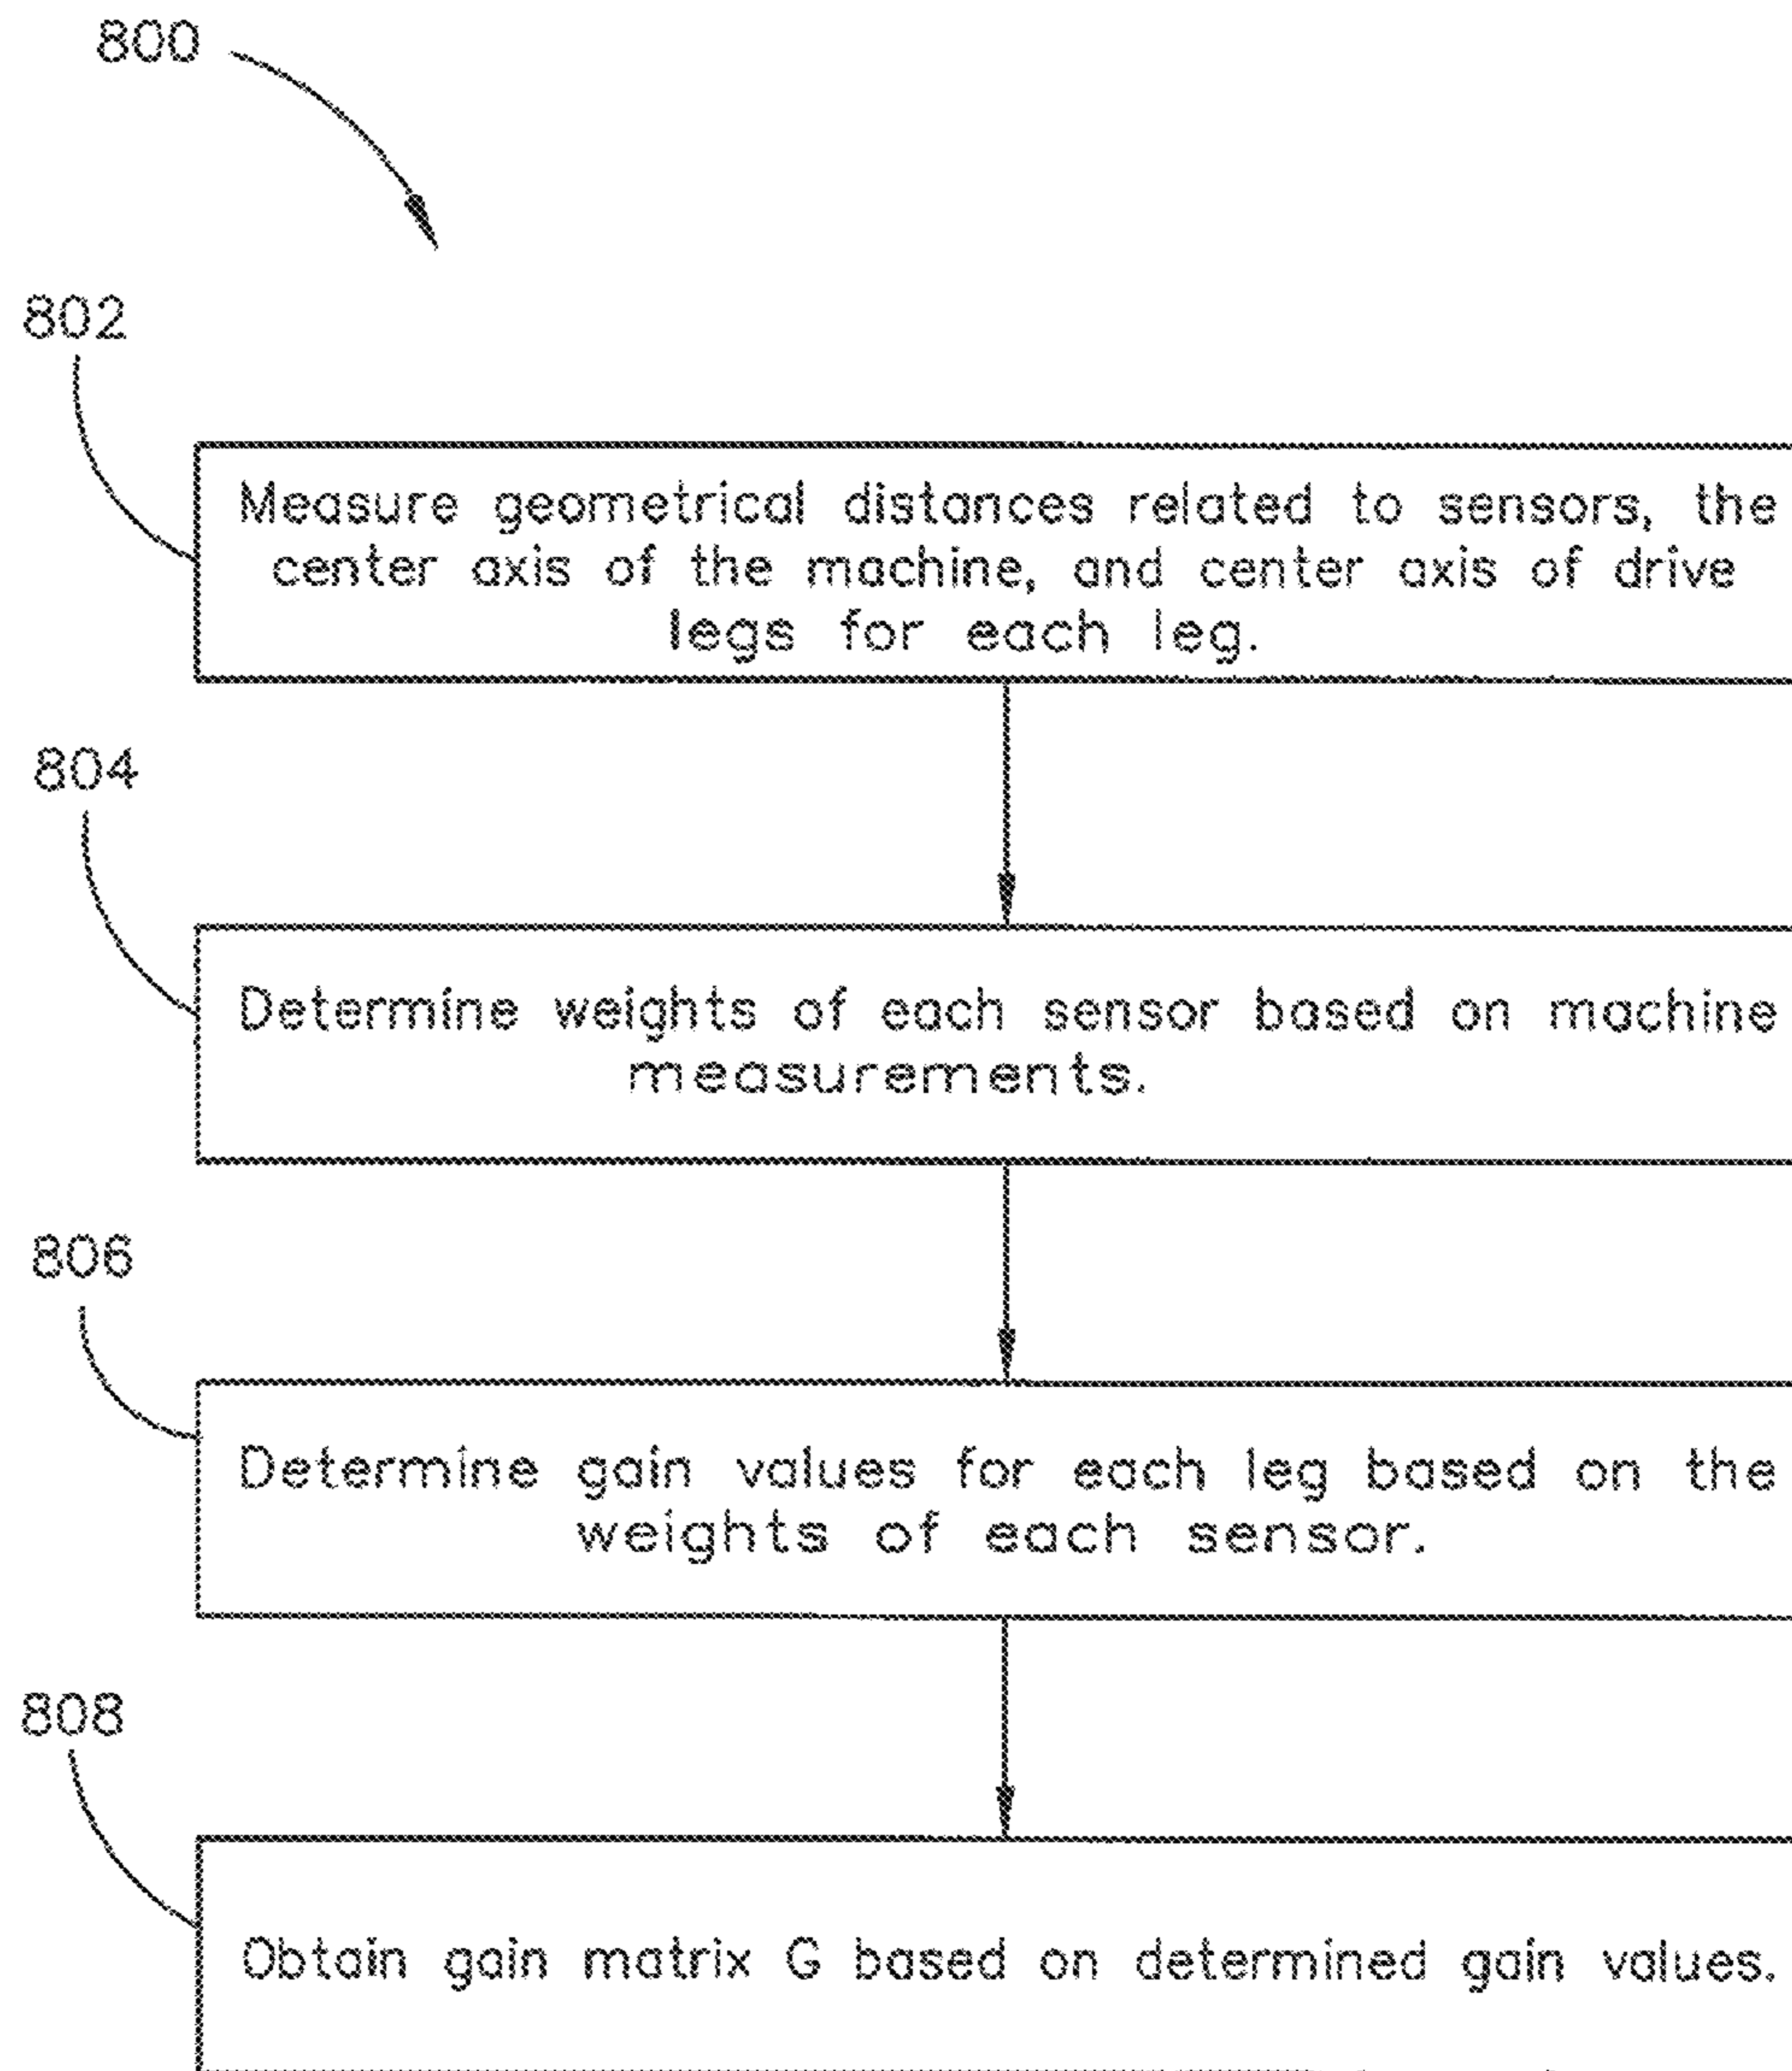 800
802
Measure geometrical distances related to sensors, the
center axis of the machine, and center axis of drive
legs for each leg.
804
Determine weights of each sensor based on machine
measurements.
806
Determine gain values for each leg based on the
weights of each sensor.
808
Obtain gain matrix G based on determined gain values.